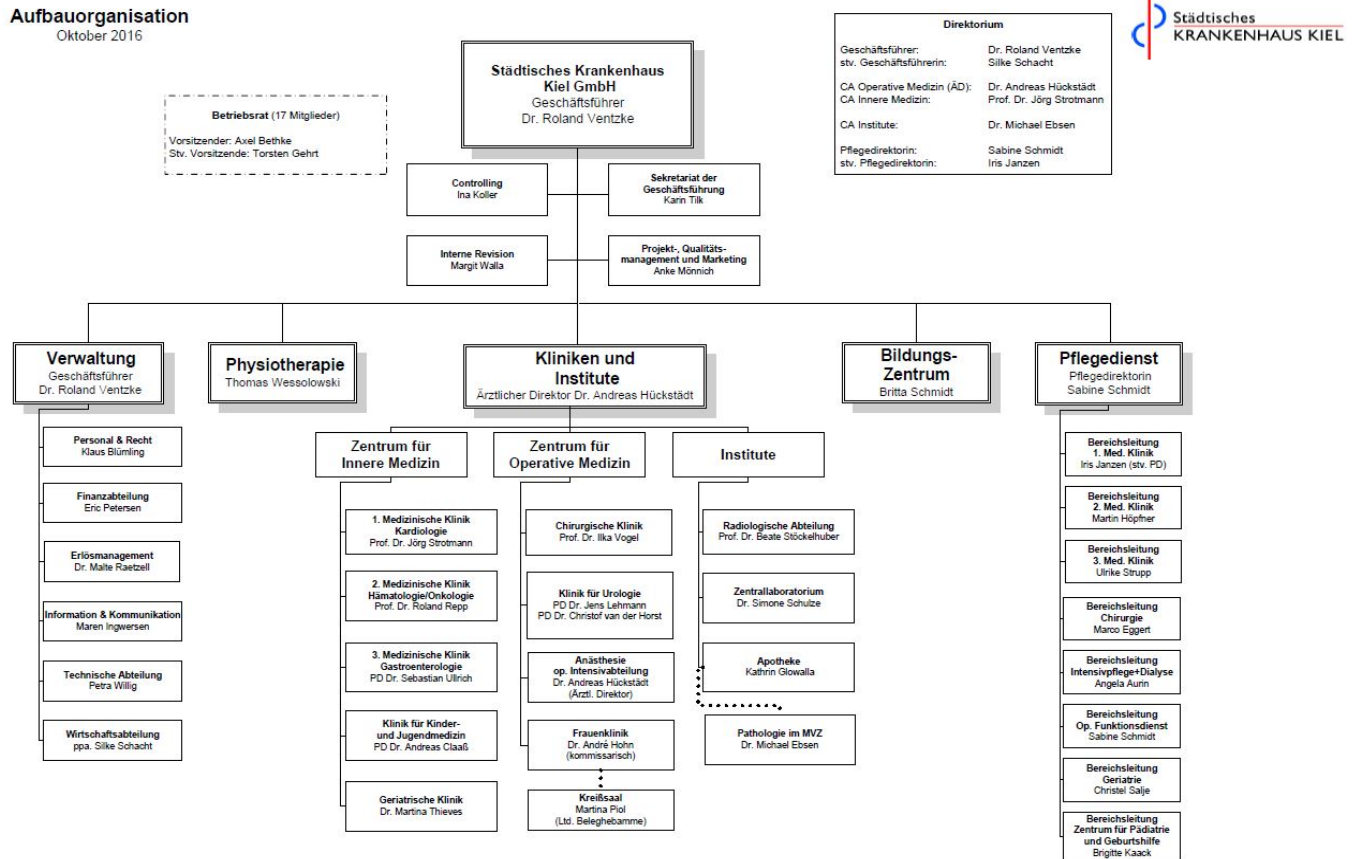 Aufbauorganisation
Oktober 2016
Städtisches
KRANKENHAUS KIEL
Städtisches Krankenhaus
Kiel GmbH
Geschäftsführer
Dr. Roland Ventzke
Betriebsrat (17 Mitglieder)
Vorsitzender: Axel Bethke
Stv. Vorsitzende: Torsten Gehrt
Direktorium
Geschäftsführer: Dr. Roland Ventzke
stv. Geschäftsführerin: Silke Schacht
CA Operative Medizin (ÄD): Dr. Andreas Hückstädt
CA Innere Medizin: Prof. Dr. Jörg Strotmann
CA Institute: Dr. Michael Ebsen
Pflegedirektorin: Sabine Schmidt
stv. Pflegedirektorin: Iris Janzen
Controlling
Ina Koller
Sekretariat der
Geschäftsführung
Karin Tilk
Interne Revision
Margit Walla
Projekt-, Qualitäts-
management und Marketing
Anke Mönnich
Verwaltung
Geschäftsführer
Dr. Roland Ventzke
Physiotherapie
Thomas Wessolowski
Kliniken und
Institute
Ärztlicher Direktor Dr. Andreas Hückstädt
Bildungs-
Zentrum
Britta Schmidt
Pflegedienst
Pflegedirektorin
Sabine Schmidt
Personal & Recht
Klaus Blümling
Finanzabteilung
Eric Petersen
Erlösmanagement
Dr. Malte Raetzell
Information & Kommunikation
Maren Ingwersen
Technische Abteilung
Petra Willig
Wirtschaftsabteilung
ppa. Silke Schacht
Zentrum für
Innere Medizin
1. Medizinische Klinik
Kardiologie
Prof. Dr. Jörg Strotmann
2. Medizinische Klinik
Hämatologie/Onkologie
Prof. Dr. Roland Repp
3. Medizinische Klinik
Gastroenterologie
PD Dr. Sebastian Ullrich
Klinik für Kinder-
und Jugendmedizin
PD Dr. Andreas Claaß
Geriatrische Klinik
Dr. Martina Thieves
Zentrum für
Operative Medizin
Chirurgische Klinik
Prof. Dr. Ilka Vogel
Klinik für Urologie
PD Dr. Jens Lehmann
PD Dr. Christof van der Horst
Anästhesie
op. Intensivabteilung
Dr. Andreas Hückstädt
(Ärztl. Direktor)
Frauenklinik
Dr. André Hohn
(kommissarisch)
Kreißsaal
Martina Piol
(Ltd. Beleghebamme)
Institute
Radiologische Abteilung
Prof. Dr. Beate Stöckelhuber
Zentrallaboratorium
Dr. Simone Schulze
Apotheke
Kathrin Glowalla
Pathologie im MVZ
Dr. Michael Ebsen
Bereichsleitung
1. Med. Klinik
Iris Janzen (stv. PD)
Bereichsleitung
2. Med. Klinik
Martin Höpfner
Bereichsleitung
3. Med. Klinik
Ulrike Strupp
Bereichsleitung
Chirurgie
Marco Eggert
Bereichsleitung
Intensivpflege+Dialyse
Angela Aurin
Bereichsleitung
Op. Funktionsdienst
Sabine Schmidt
Bereichsleitung
Geriatrie
Christel Salje
Bereichsleitung
Zentrum für Pädiatrie
und Geburtshilfe
Brigitte Kaack